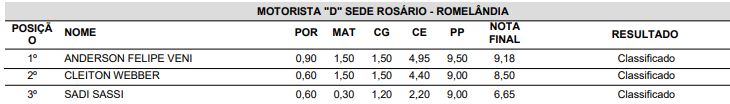 MOTORISTA "D" SEDE ROSÁRIO - ROMELÂNDIA
POSIÇÃO NOME POR MAT CG CE PP NOTA FINAL RESULTADO
1º ANDERSON FELIPE VENI 0,90 1,50 1,50 4,95 9,50 9,18 Classificado
2º CLEITON WEBBER 0,60 1,50 1,50 4,40 9,00 8,50 Classificado
3º SADI SASSI 0,60 0,30 1,20 2,20 9,00 6,65 Classificado